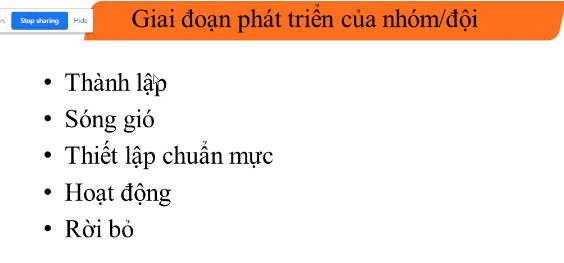 n.
Stop sharing
Hide
Giai đoạn phát triển của nhóm/đội
• Thành lập
• Sóng gió
• Thiết lập chuẩn mực
• Hoạt động
• Rời bỏ